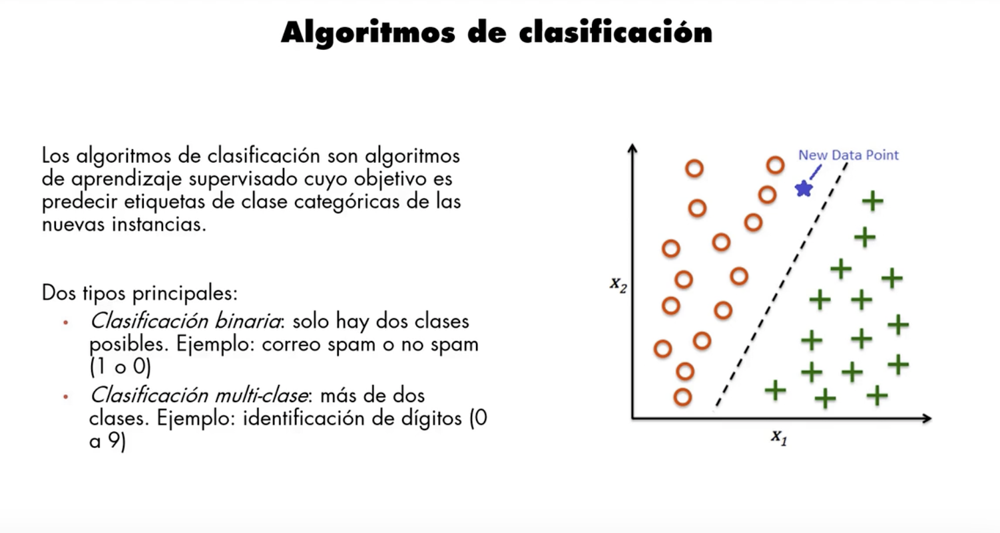 Algoritmos de clasificación
Los algoritmos de clasificación son algoritmos
de aprendizaje supervisado cuyo objetivo es
predecir etiquetas de clase categóricas de las
nuevas instancias.
Dos tipos principales:
• Clasificación binaria: solo hay dos clases
posibles. Ejemplo: correo spam o no spam
(1 o 0)
• Clasificación multi-clase: más de dos
clases. Ejemplo: identificación de dígitos (0
a 9)
New Data Point
x2
x1